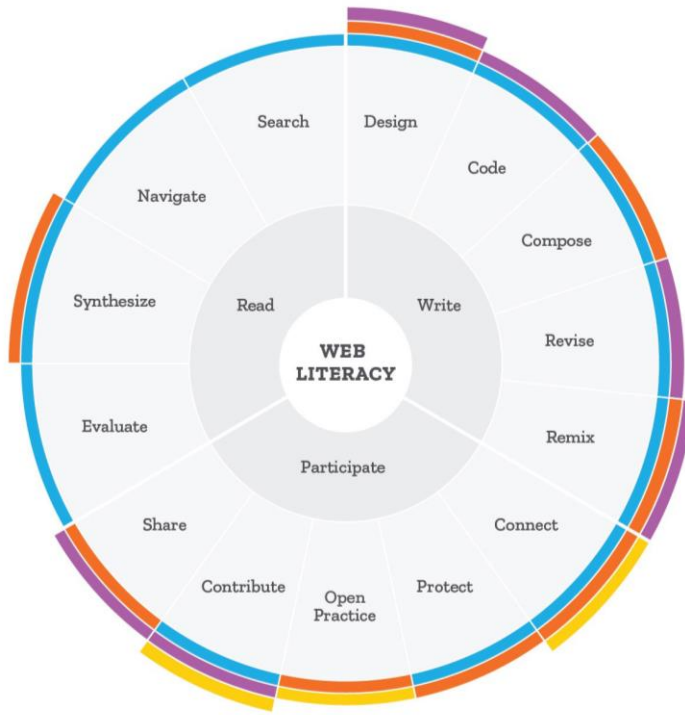 Search
Design
Navigate
Code
Compose
Synthesize
Read
Write
Revise
WEB
LITERACY
Evaluate
Remix
Participate
Share
Connect
Contribute
Open
Practice
Protect